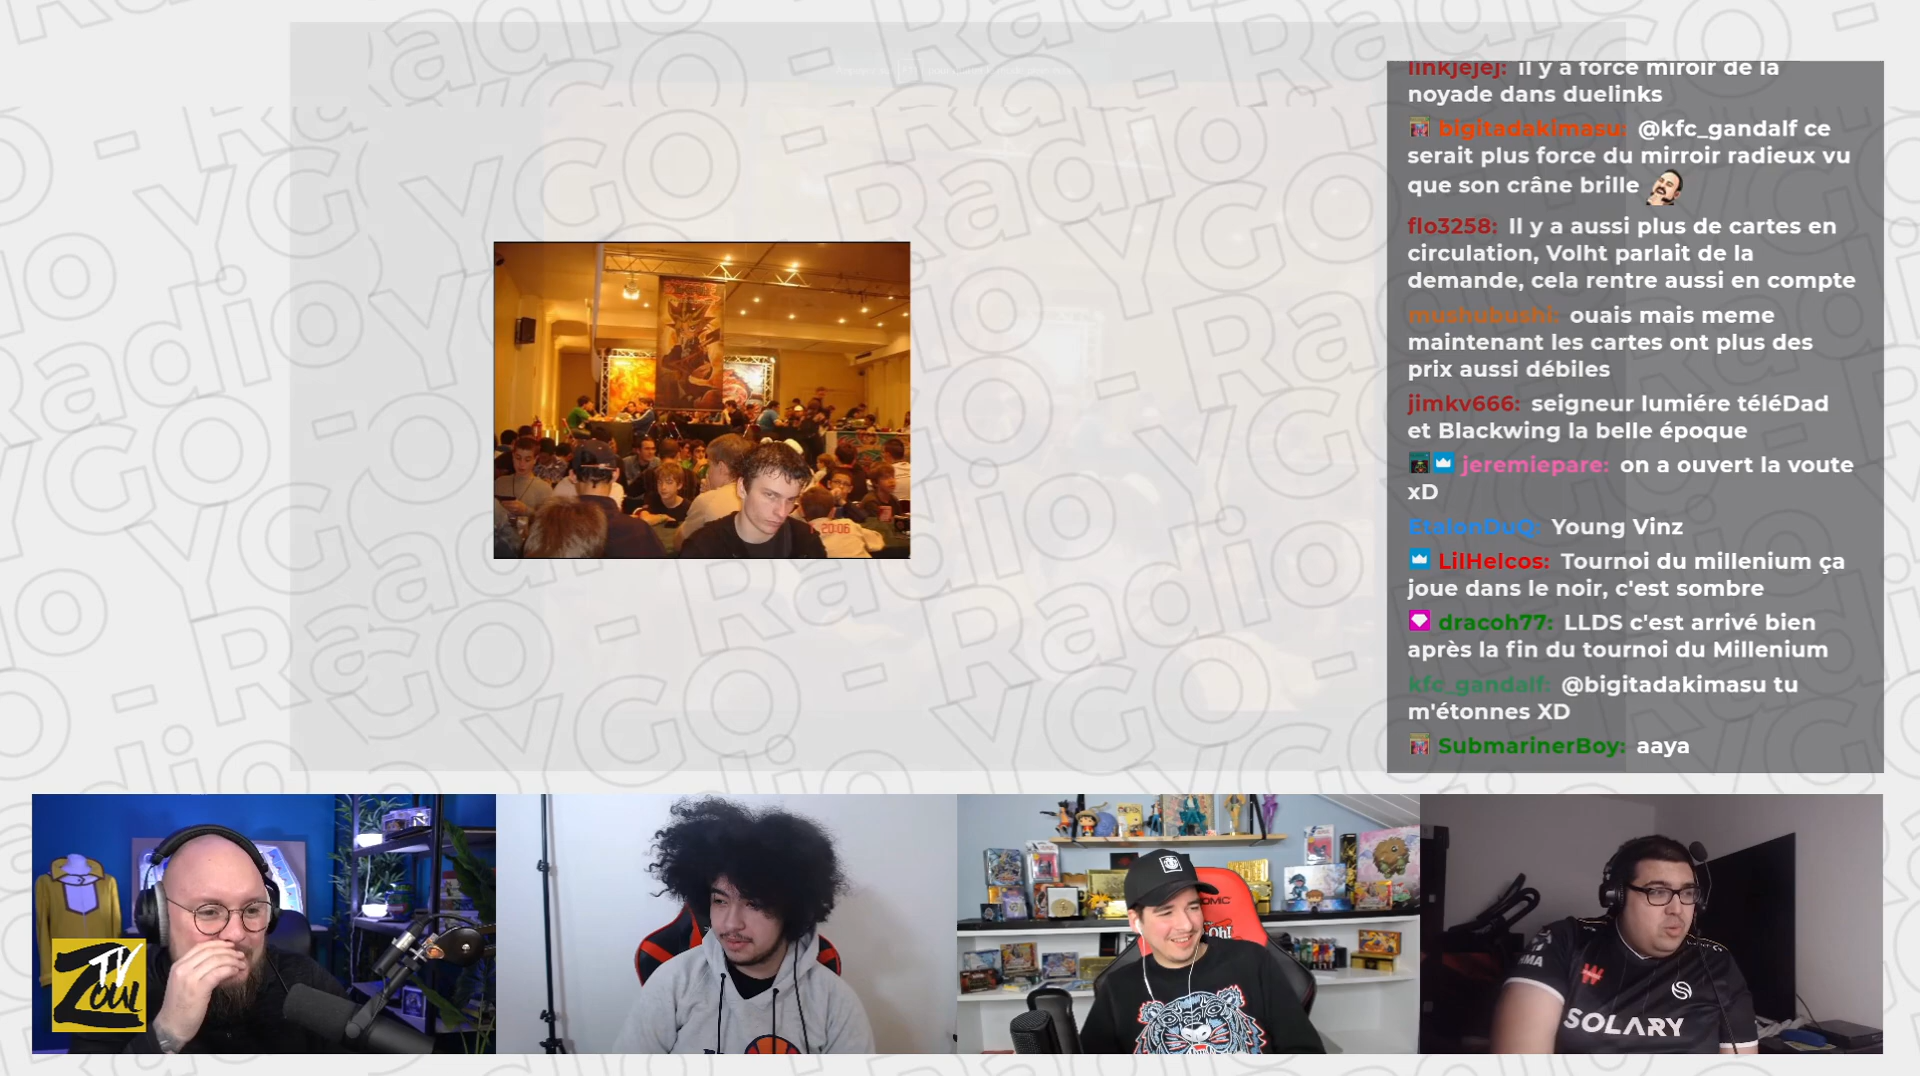 linkjejej: il y a force miroir de la
noyade dans duelinks
bigitadakimasu: @kfc_gandalf ce
serait plus force du mirroir radieux vu
que son crâne brille
flo3258: Il y a aussi plus de cartes en
circulation, Volht parlait de la
demande, cela rentre aussi en compte
mushubushi: ouais mais meme
maintenant les cartes ont plus des
prix aussi débiles
jimkv666: seigneur lumiére téléDad
et Blackwing la belle époque
jeremiepare: on a ouvert la voute
xD
EtalonDuQ: Young Vinz
LilHelcos: Tournoi du millenium ça
joue dans le noir, c'est sombre
dracoh77: LLDS c'est arrivé bien
après la fin du tournoi du Millenium
kfc_gandalf: @bigitadakimasu tu
m'étonnes XD
SubmarinerBoy: aaya
YGO - Radio
TV
Zoul
SOLARY